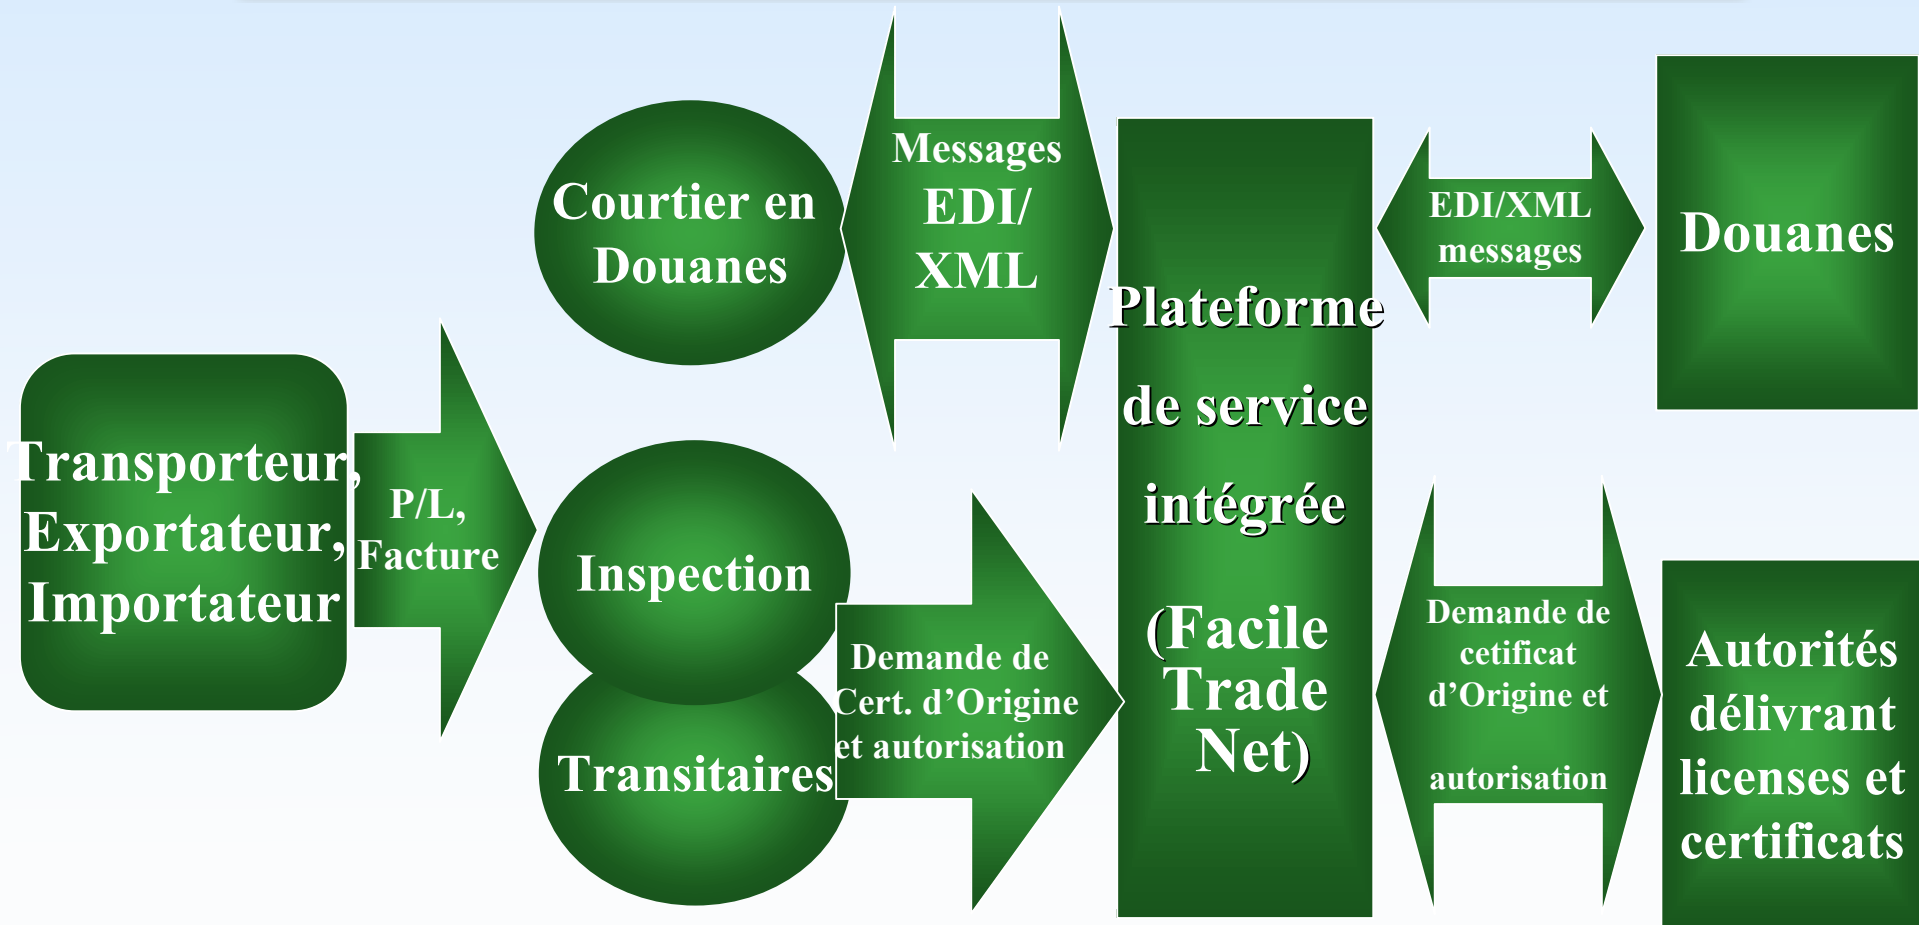 Transporteur,
Exportateur,
Importateur
P/L,
Facture
Courtier en
Douanes
Inspection
Transitaires
Messages
EDI/
XML
Demande de
Cert. d’Origine
et autorisation
Plateforme
de service
intégrée
(Facile
Trade
Net)
EDI/XML
messages
Demande de
cetificat
d’Origine et
autorisation
Douanes
Autorités
délivrant
licenses et
certificats